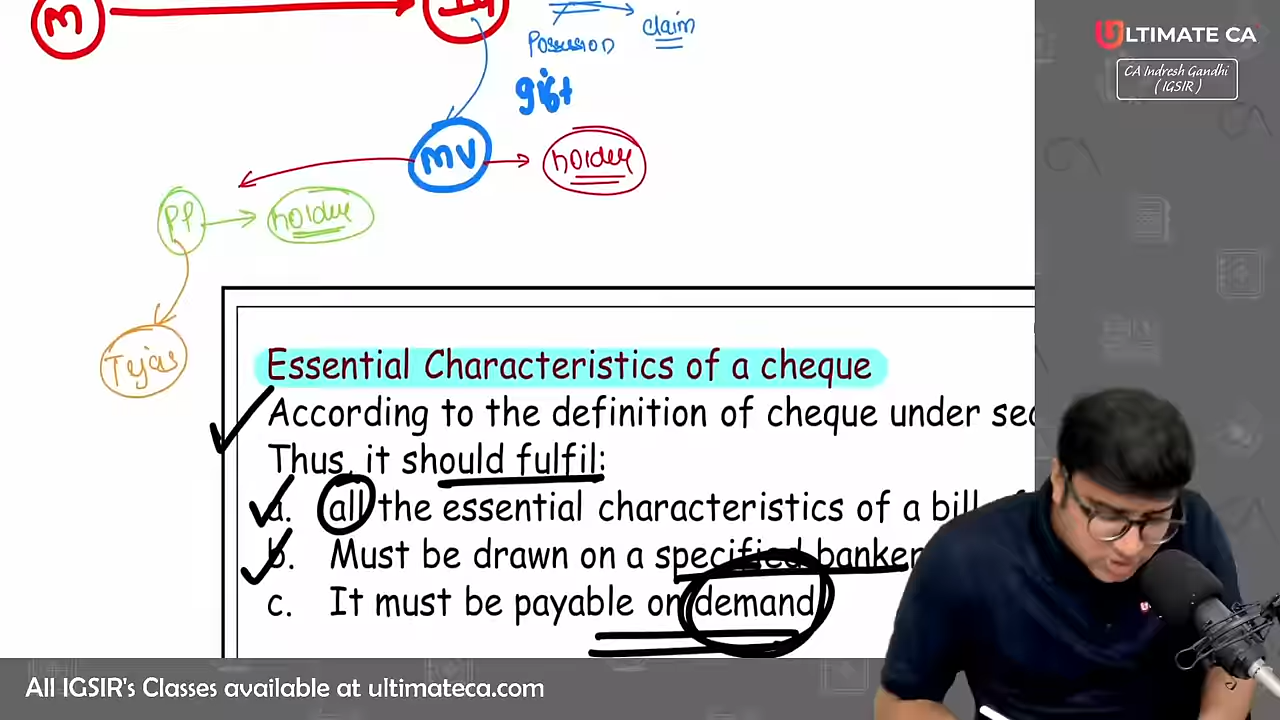 M
possession
claim
gift
MV
holder
PP
holder
Tejas
ULTIMATE CA
CA Indresh Gandhi
( IGSIR )
Essential Characteristics of a cheque
According to the definition of cheque under
Thus, it should fulfil:
a. all the essential characteristics of a bill
b. Must be drawn on a specified banker
c. It must be payable on demand
All IGSIR's Classes available at ultimateca.com